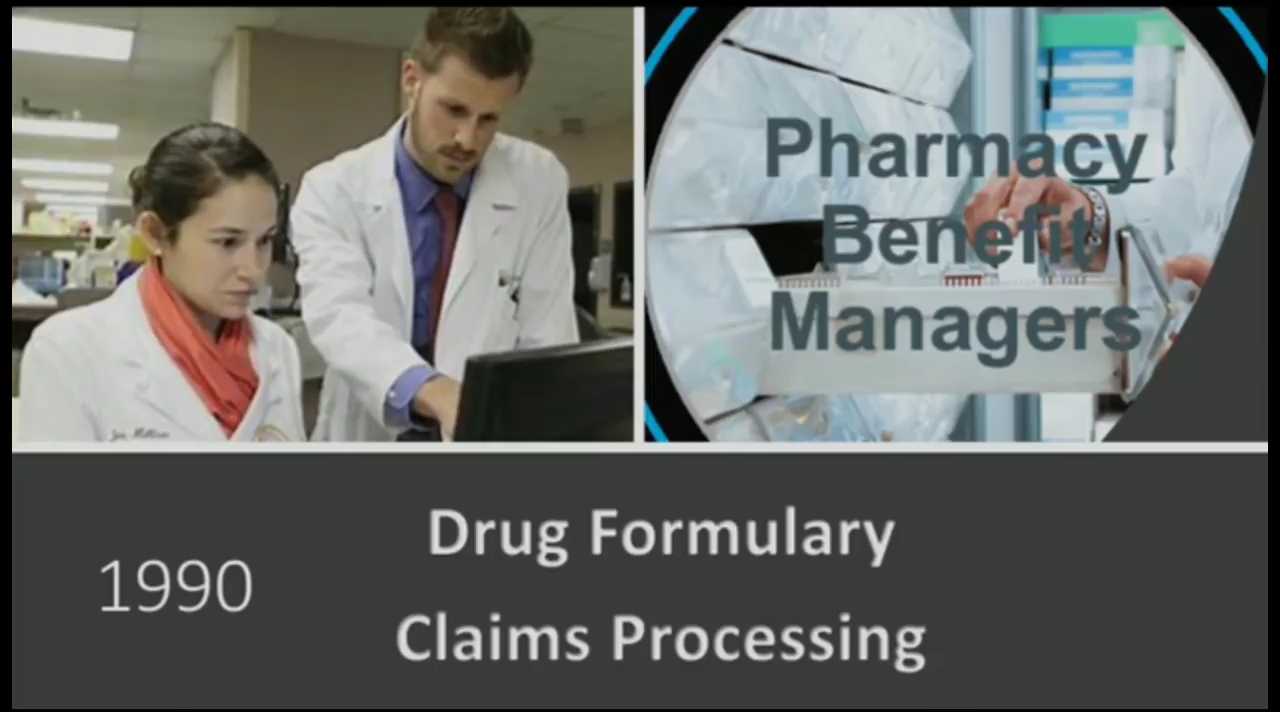 Pharmacy
Benefit
Managers
1990
Drug Formulary
Claims Processing